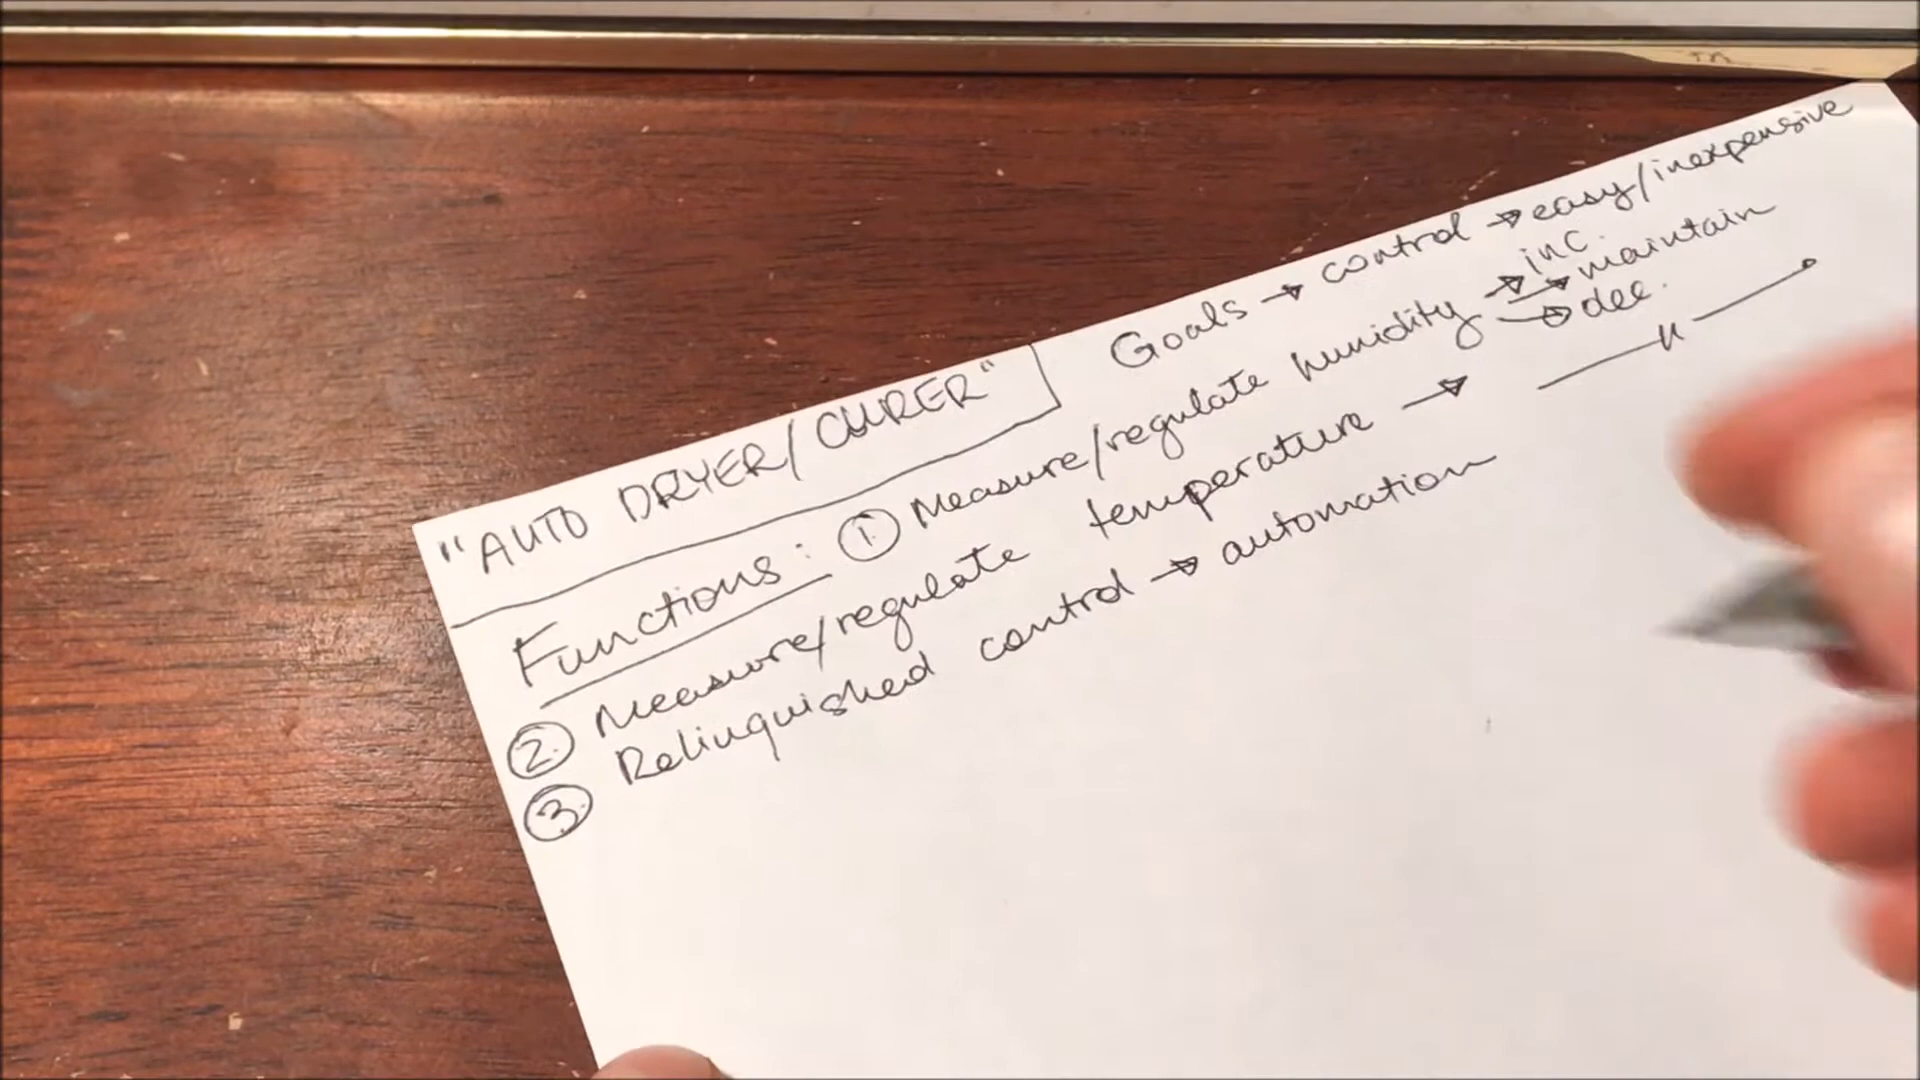 "AUTO DRYER/CURER"
Goals → control → easy/inexpensive
Functions: ① Measure/regulate humidity → inc.
→ maintain
→ dec.
② Measure/regulate temperature → — " —
③ Relinquished control → automation